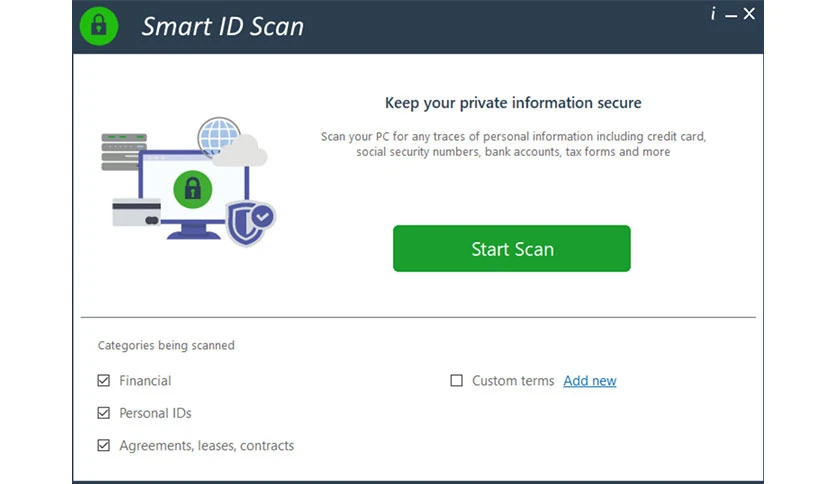 Smart ID Scan
i
Keep your private information secure
Scan your PC for any traces of personal information including credit card,
social security numbers, bank accounts, tax forms and more
Start Scan
Categories being scanned
Financial
Custom terms Add new
Personal IDs
Agreements, leases, contracts